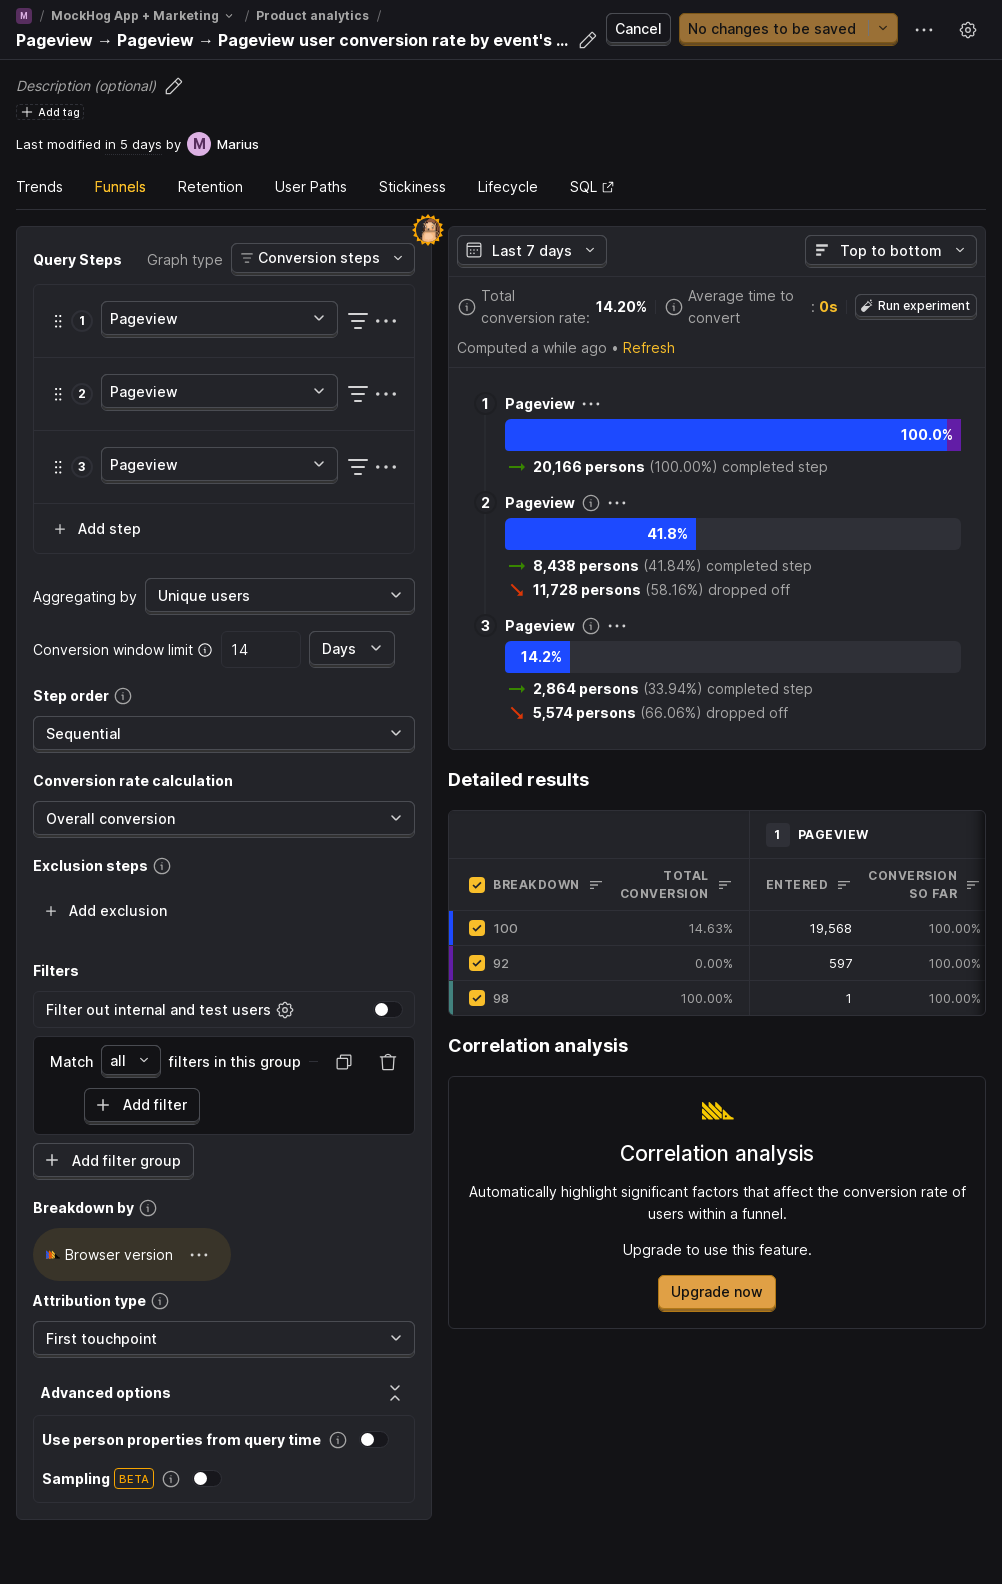 M / MockHog App + Marketing / Product analytics /
Pageview → Pageview → Pageview user conversion rate by event's ...
Cancel
No changes to be saved
Description (optional)
Add tag
Last modified in 5 days by M Marius
Trends Funnels Retention User Paths Stickiness Lifecycle SQL
Query Steps Graph type Conversion steps
1 Pageview
2 Pageview
3 Pageview
Add step
Aggregating by Unique users
Conversion window limit 14 Days
Step order
Sequential
Conversion rate calculation
Overall conversion
Exclusion steps
Add exclusion
Filters
Filter out internal and test users
Match all filters in this group
Add filter
Add filter group
Breakdown by
Browser version
Attribution type
First touchpoint
Advanced options
Use person properties from query time
Sampling BETA
Last 7 days Top to bottom
Total conversion rate: 14.20%
Average time to convert : 0s
Run experiment
Computed a while ago • Refresh
1 Pageview
100.0%
20,166 persons (100.00%) completed step
2 Pageview
41.8%
8,438 persons (41.84%) completed step
11,728 persons (58.16%) dropped off
3 Pageview
14.2%
2,864 persons (33.94%) completed step
5,574 persons (66.06%) dropped off
Detailed results
1 PAGEVIEW
BREAKDOWN TOTAL CONVERSION ENTERED CONVERSION SO FAR
100 14.63% 19,568 100.00%
92 0.00% 597 100.00%
98 100.00% 1 100.00%
Correlation analysis
Correlation analysis
Automatically highlight significant factors that affect the conversion rate of
users within a funnel.
Upgrade to use this feature.
Upgrade now